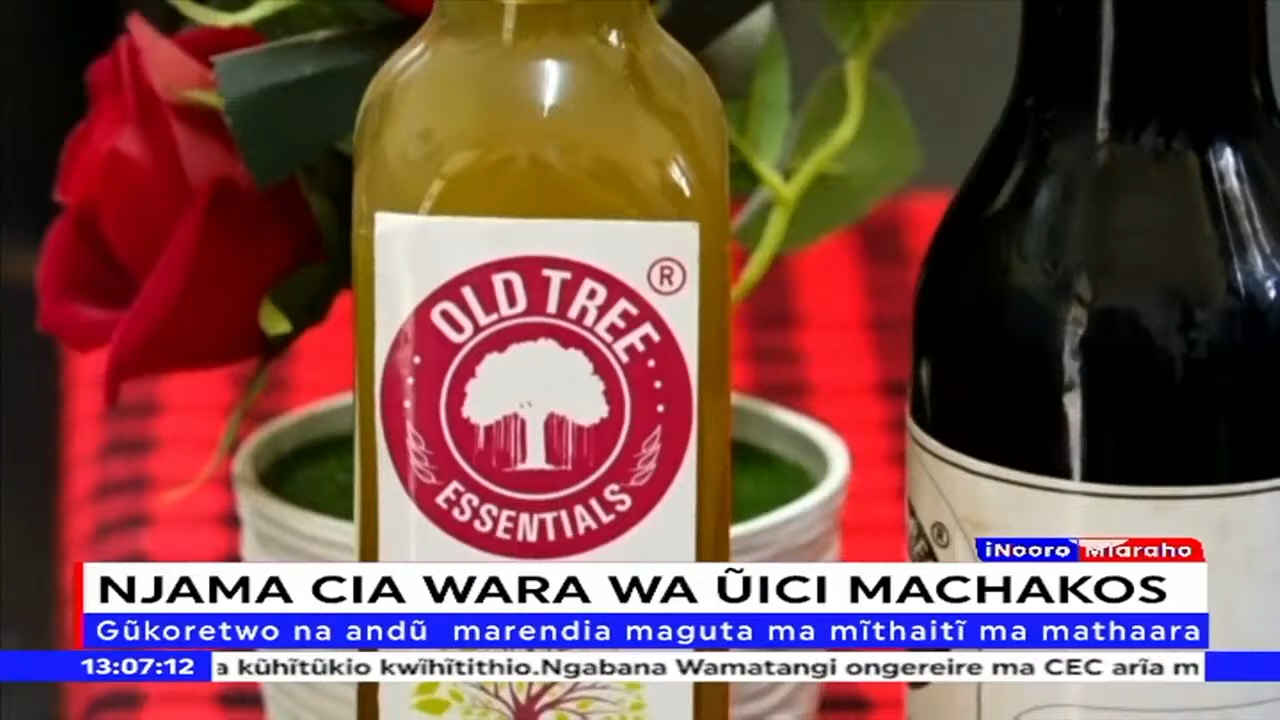 OLD TREE
®
ESSENTIALS
®
iNooro Mĩaraho
NJAMA CIA WARA WA ŨICI MACHAKOS
Gũkoretwo na andũ marendia maguta ma mĩthaitĩ ma mathaara
13:07:12
a kũhĩtũkio kwĩhĩtithio.Ngabana Wamatangi ongereire ma CEC arĩa m